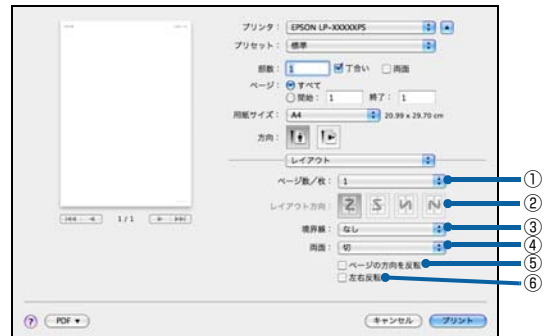 プリンタ： EPSON LP-XXXXXPS
プリセット： 標準
部数： 1 丁合い 両面
ページ： すべて
開始： 1 終了： 1
用紙サイズ： A4 20.99 x 29.70 cm
方向：
レイアウト
ページ数/枚： 1 ①
レイアウト方向： ②
境界線： なし ③
両面： 切 ④
ページの方向を反転 ⑤
左右反転 ⑥
1/1
? PDF ▼ キャンセル プリント